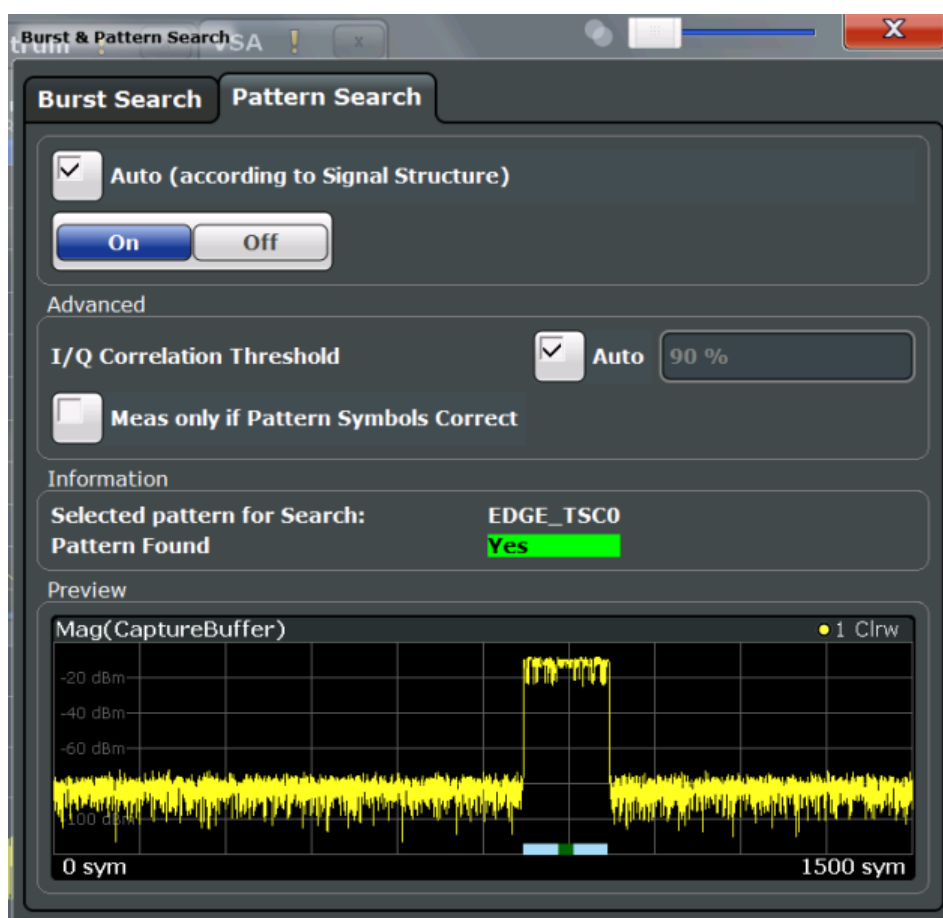 Burst & Pattern Search
VSA ! x
X
Burst Search Pattern Search
Auto (according to Signal Structure)
On Off
Advanced
I/Q Correlation Threshold Auto 90 %
Meas only if Pattern Symbols Correct
Information
Selected pattern for Search: EDGE_TSC0
Pattern Found Yes
Preview
Mag(CaptureBuffer) 1 Clrw
-20 dBm
-40 dBm
-60 dBm
0 sym 1500 sym